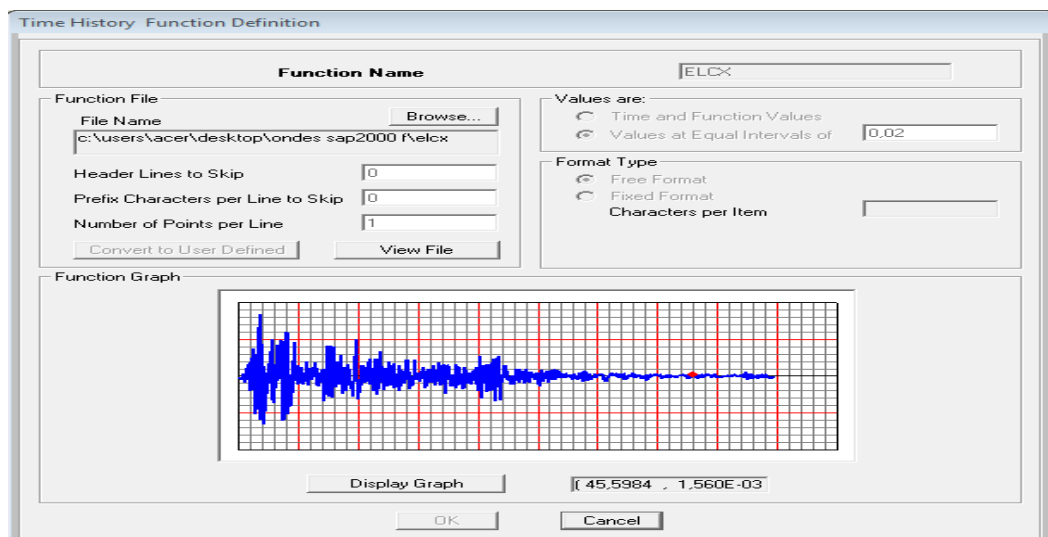 Time History Function Definition
Function Name ELCX
Function File
File Name Browse...
c:\users\acer\desktop\ondes sap2000 f\elcx
Header Lines to Skip 0
Prefix Characters per Line to Skip 0
Number of Points per Line 1
Convert to User Defined View File
Values are:
Time and Function Values
Values at Equal Intervals of 0,02
Format Type
Free Format
Fixed Format
Characters per Item
Function Graph
Display Graph ( 45,5984 , 1,560E-03
OK Cancel